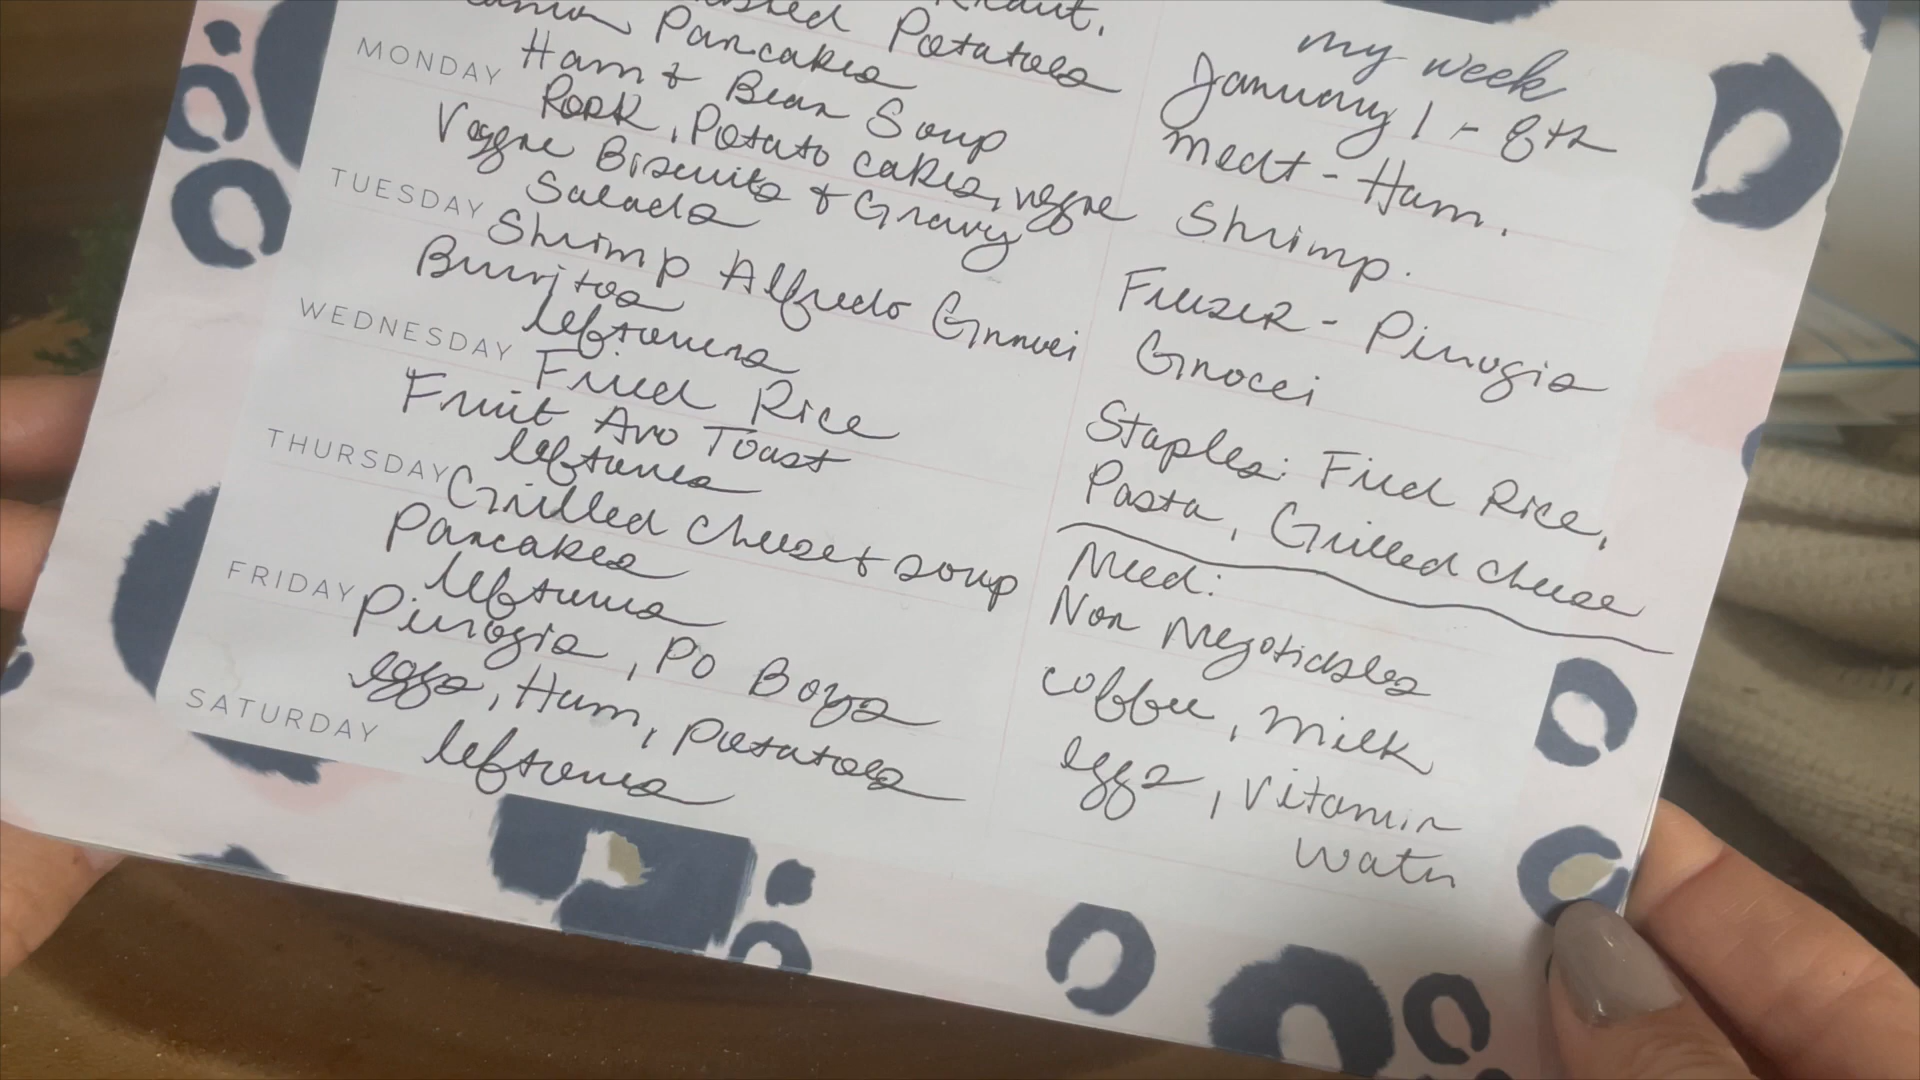 Kraut.
Potatoes
Pancakes
MONDAY
Ham & Bean Soup
Pork, Potato cakes, veggie
Veggie Biscuits & Gravy
TUESDAY
Salads
Shrimp Alfredo Gnnoci
Burritos
WEDNESDAY
leftovers
Fried Rice
Fruit Avo Toast
THURSDAY
leftovers
Grilled cheese & soup
Pancakes
FRIDAY
leftovers
Pierogis, Po Boys
eggs, Ham, Potatoes
SATURDAY
leftovers
my week
January 1 - 8th
Meat - Ham.
Shrimp.
Freezer - Pierogis
Gnocci
Staples: Fried Rice,
Pasta, Grilled cheese
Need:
Non Negotiables
coffee, milk
eggs, Vitamin
Water